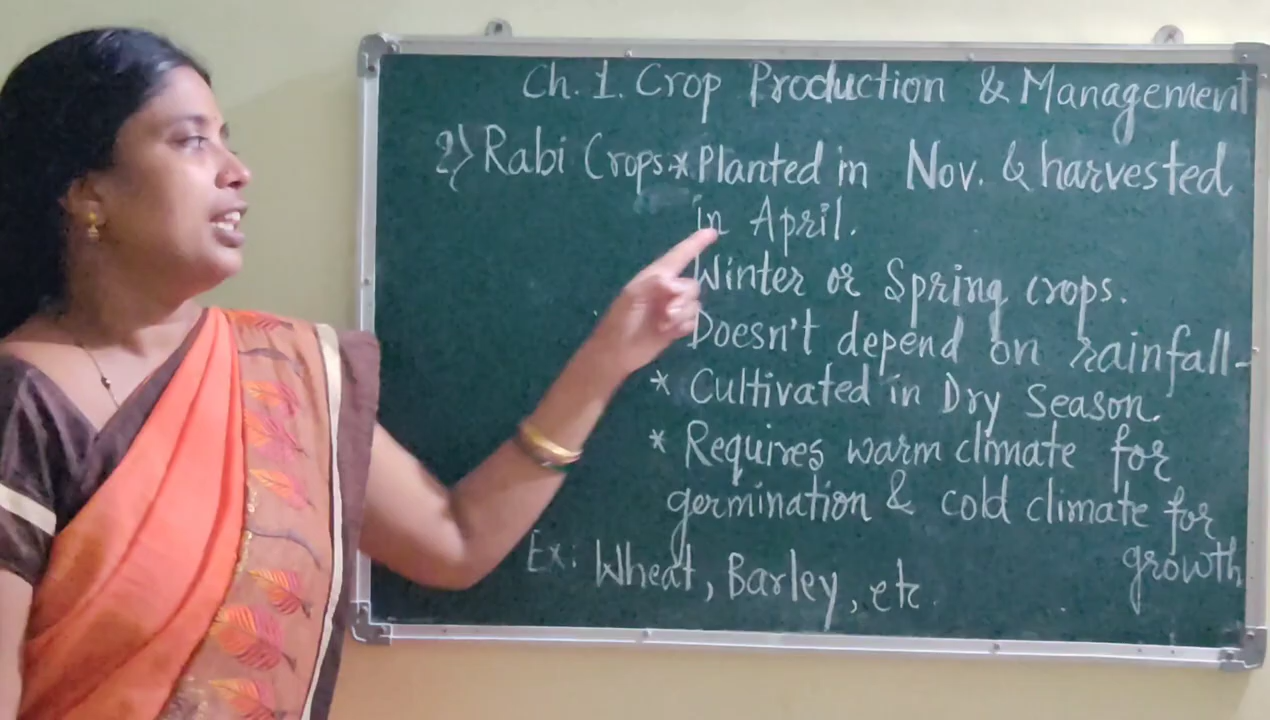 Ch. 1. Crop Production & Management
2) Rabi Crops * Planted in Nov. & harvested
in April.
Winter or Spring crops.
Doesn't depend on rainfall-
* Cultivated in Dry Season.
* Requires warm climate for
germination & cold climate for
growth
Ex: Wheat, Barley, etc.